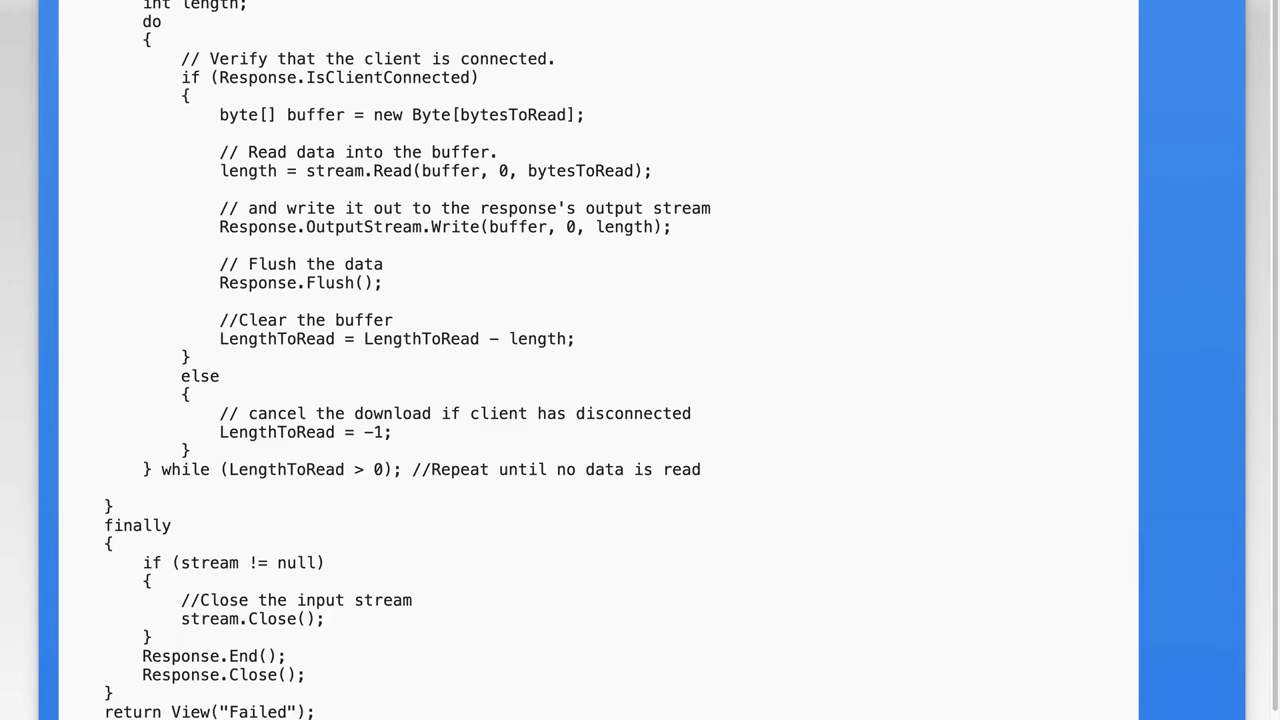 int length;
do
{
// Verify that the client is connected.
if (Response.IsClientConnected)
{
byte[] buffer = new Byte[bytesToRead];
// Read data into the buffer.
length = stream.Read(buffer, 0, bytesToRead);
// and write it out to the response's output stream
Response.OutputStream.Write(buffer, 0, length);
// Flush the data
Response.Flush();
//Clear the buffer
LengthToRead = LengthToRead - length;
}
else
{
// cancel the download if client has disconnected
LengthToRead = -1;
}
} while (LengthToRead > 0); //Repeat until no data is read
}
finally
{
if (stream != null)
{
//Close the input stream
stream.Close();
}
Response.End();
Response.Close();
}
return View("Failed");